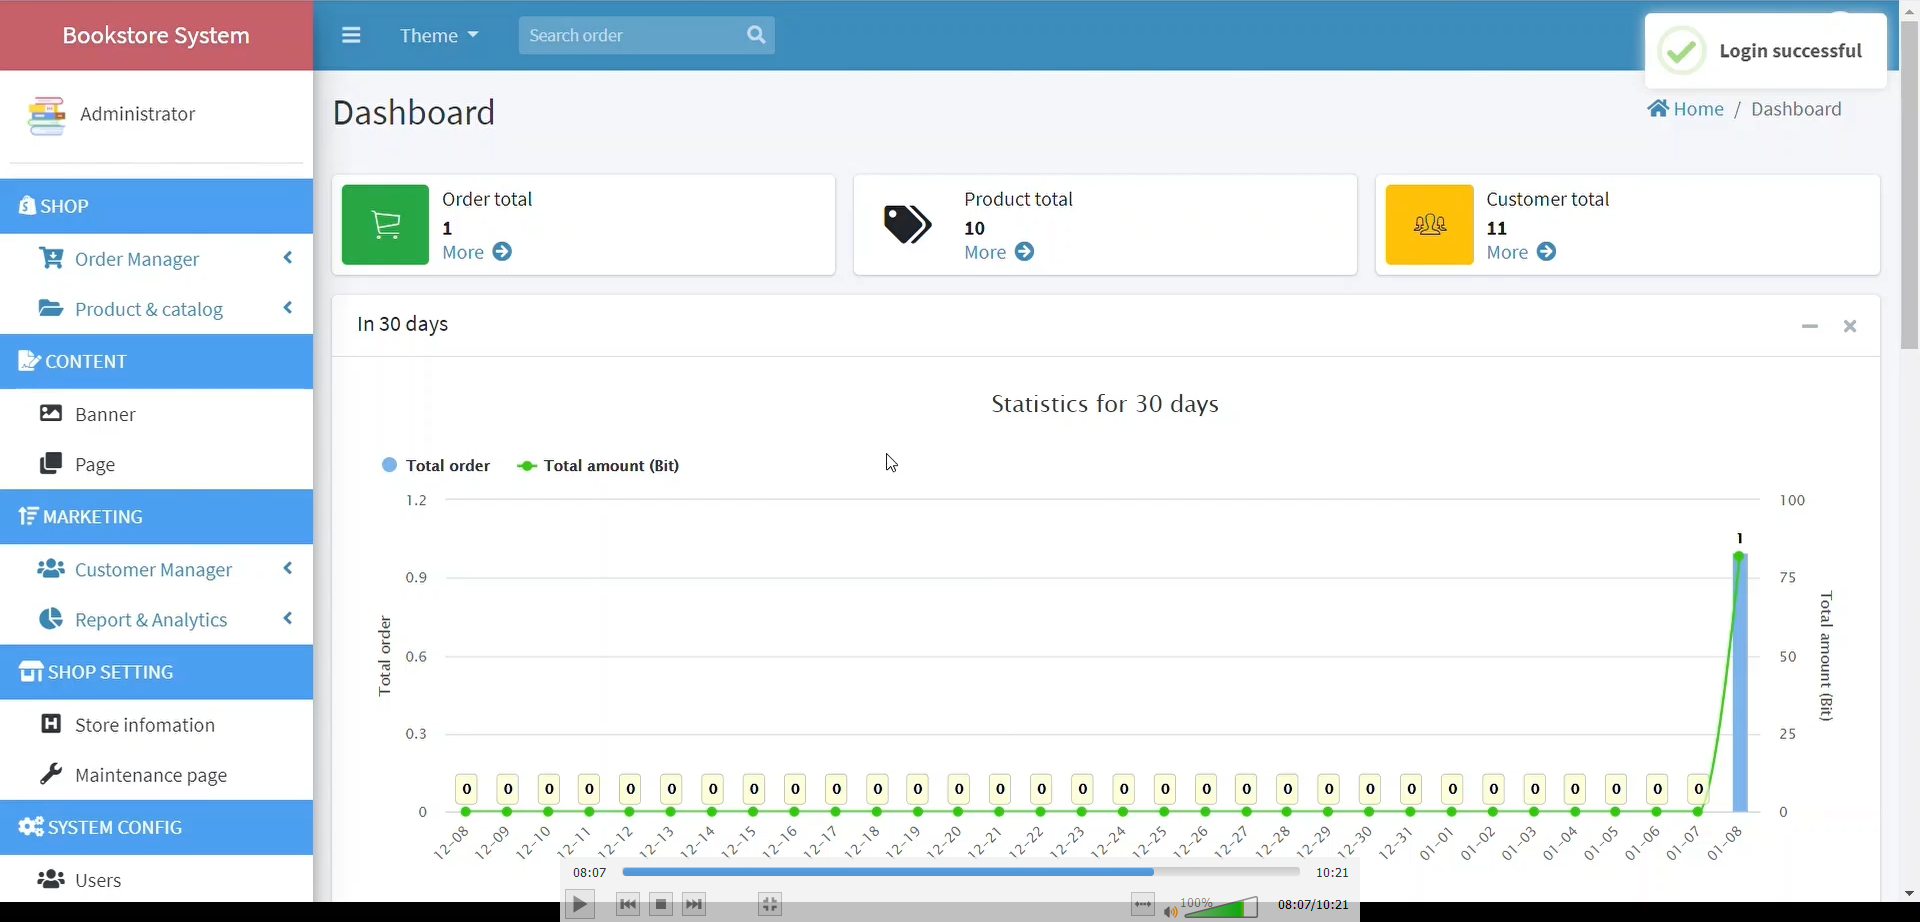 Bookstore System
Theme
Search order
Login successful
Administrator
Dashboard
Home / Dashboard
SHOP
Order Manager
Product & catalog
CONTENT
Banner
Page
MARKETING
Customer Manager
Report & Analytics
SHOP SETTING
Store infomation
Maintenance page
SYSTEM CONFIG
Users
Order total
1
More
Product total
10
More
Customer total
11
More
In 30 days
Statistics for 30 days
Total order
Total amount (Bit)
1.2
0.9
0.6
0.3
0
Total order
100
75
50
25
0
Total amount (Bit)
1
0 0 0 0 0 0 0 0 0 0 0 0 0 0 0 0 0 0 0 0 0 0 0 0 0 0 0 0 0 0 0
12-08 12-09 12-10 12-11 12-12 12-13 12-14 12-15 12-16 12-17 12-18 12-19 12-20 12-21 12-22 12-23 12-24 12-25 12-26 12-27 12-28 12-29 12-30 12-31 01-01 01-02 01-03 01-04 01-05 01-06 01-07 01-08
08:07
10:21
100%
08:07/10:21